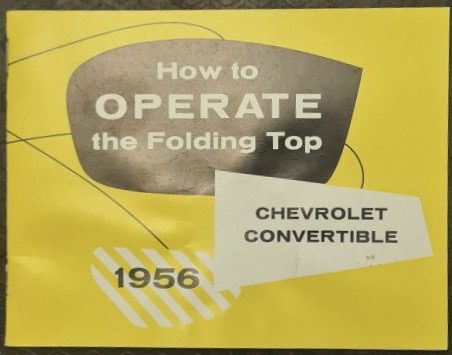 How to
OPERATE
the Folding Top
CHEVROLET
CONVERTIBLE
1956